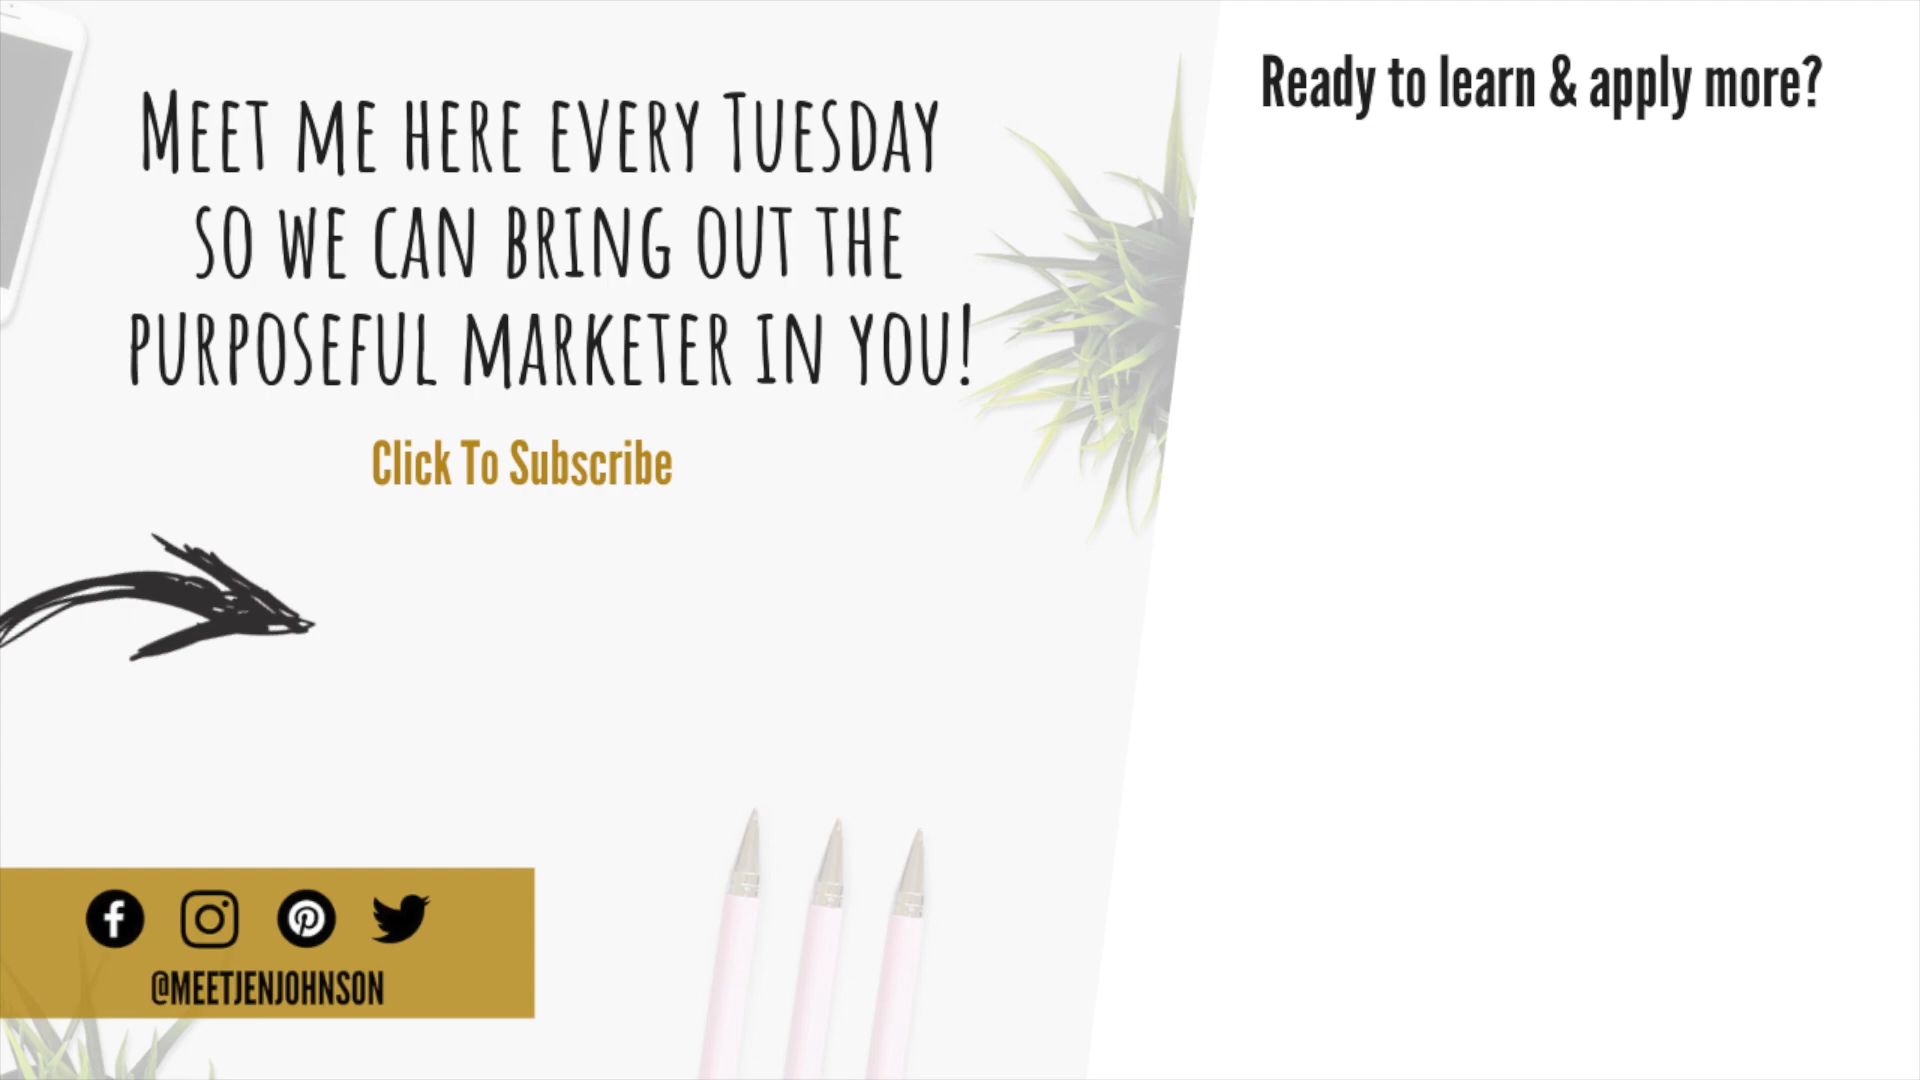 Meet me here every Tuesday
so we can bring out the
purposeful marketer in you!
Click To Subscribe
@MEETJENJOHNSON
Ready to learn & apply more?